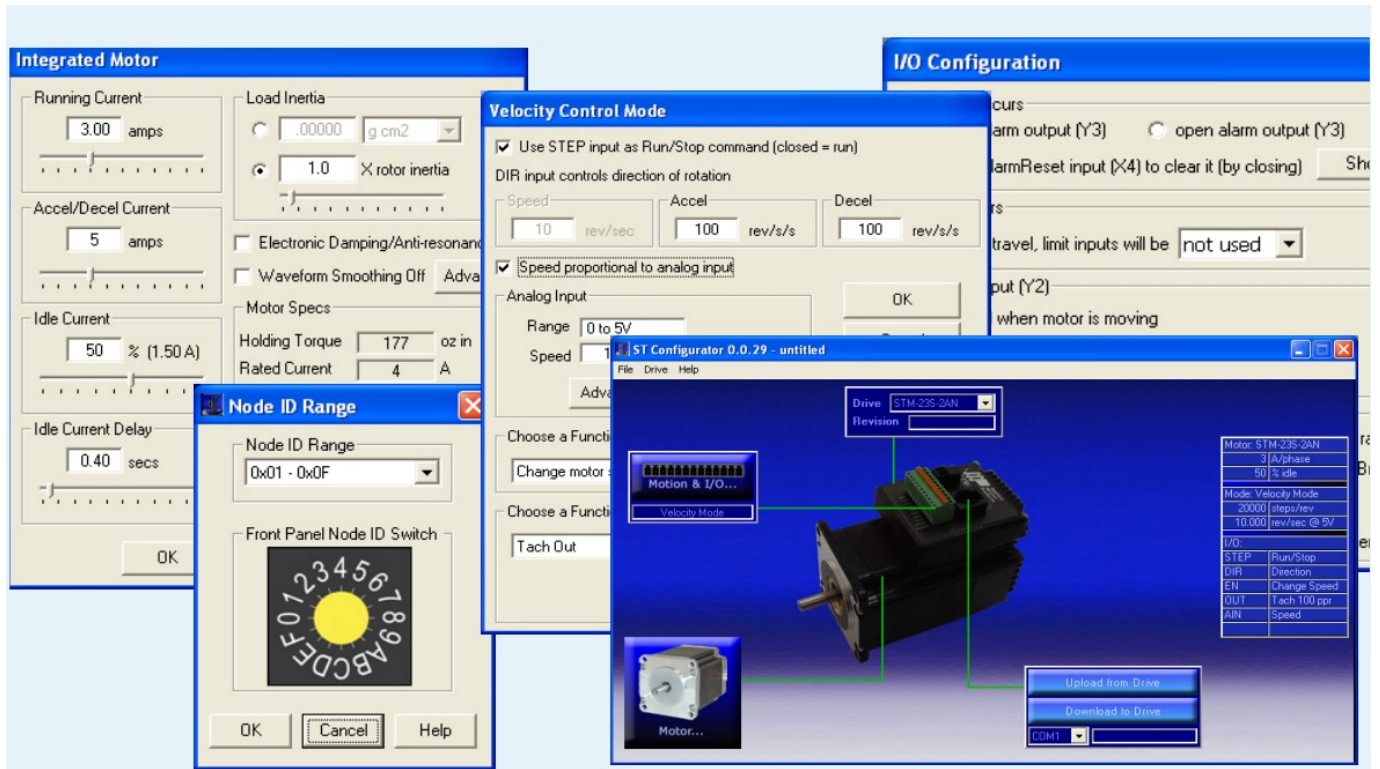 Integrated Motor
Running Current
3.00 amps
Accel/Decel Current
5 amps
Idle Current
50 % (1.50 A)
Idle Current Delay
0.40 secs
OK
Load Inertia
.00000 g cm2
1.0 X rotor inertia
Electronic Damping/Anti-resonanc
Waveform Smoothing Off Adva
Motor Specs
Holding Torque 177 oz in
Rated Current 4 A
Node ID Range
Node ID Range
0x01 - 0x0F
Front Panel Node ID Switch
0123456789ABCDEF
OK Cancel Help
Velocity Control Mode
Use STEP input as Run/Stop command (closed = run)
DIR input controls direction of rotation
Speed Accel Decel
10 rev/sec 100 rev/s/s 100 rev/s/s
Speed proportional to analog input
Analog Input
Range 0 to 5V
Speed 1
Adva
OK
Choose a Functi
Change motor s
Choose a Functi
Tach Out
I/O Configuration
curs
arm output (Y3) open alarm output (Y3)
larmReset input (X4) to clear it (by closing) Sh
rs
travel, limit inputs will be not used
put (Y2)
when motor is moving
ST Configurator 0.0.29 - untitled
File Drive Help
Drive STM-23S-2AN
Revision
Motion & I/O...
Velocity Mode
Motor...
Motor: STM-23S-2AN
3 A/phase
50 % idle
Mode: Velocity Mode
20000 steps/rev
10.000 rev/sec @ 5V
I/O:
STEP Run/Stop
DIR Direction
EN Change Speed
OUT Tach 100 ppr
AIN Speed
Upload from Drive
Download to Drive
COM1